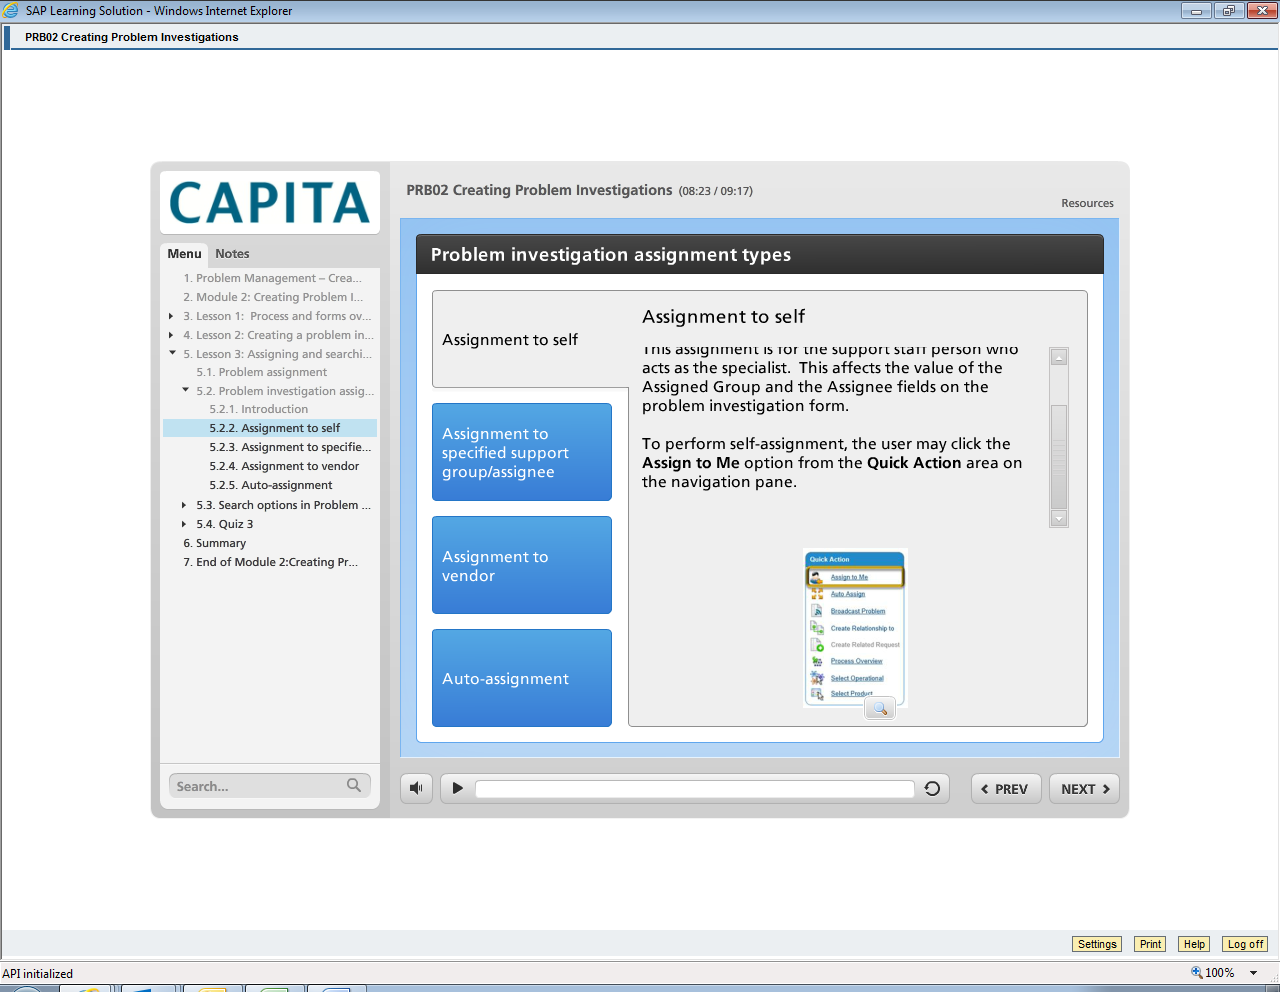 SAP Learning Solution - Windows Internet Explorer
PRB02 Creating Problem Investigations
CAPITA
PRB02 Creating Problem Investigations (08:23 / 09:17)
Resources
Menu
Notes
1. Problem Management – Crea...
2. Module 2: Creating Problem I...
3. Lesson 1:  Process and forms ov...
4. Lesson 2: Creating a problem in...
5. Lesson 3: Assigning and searchi...
5.1. Problem assignment
5.2. Problem investigation assig...
5.2.1. Introduction
5.2.2. Assignment to self
5.2.3. Assignment to specifie...
5.2.4. Assignment to vendor
5.2.5. Auto-assignment
5.3. Search options in Problem ...
5.4. Quiz 3
6. Summary
7. End of Module 2:Creating Pr...
Search...
Problem investigation assignment types
Assignment to self
Assignment to
specified support
group/assignee
Assignment to
vendor
Auto-assignment
Assignment to self
This assignment is for the support staff person who
acts as the specialist.  This affects the value of the
Assigned Group and the Assignee fields on the
problem investigation form.
To perform self-assignment, the user may click the
Assign to Me option from the Quick Action area on
the navigation pane.
Quick Action
Assign to Me
Auto Assign
Broadcast Problem
Create Relationship to
Create Related Request
Process Overview
Select Operational
Select Product
PREV
NEXT
Settings
Print
Help
Log off
API initialized
100%